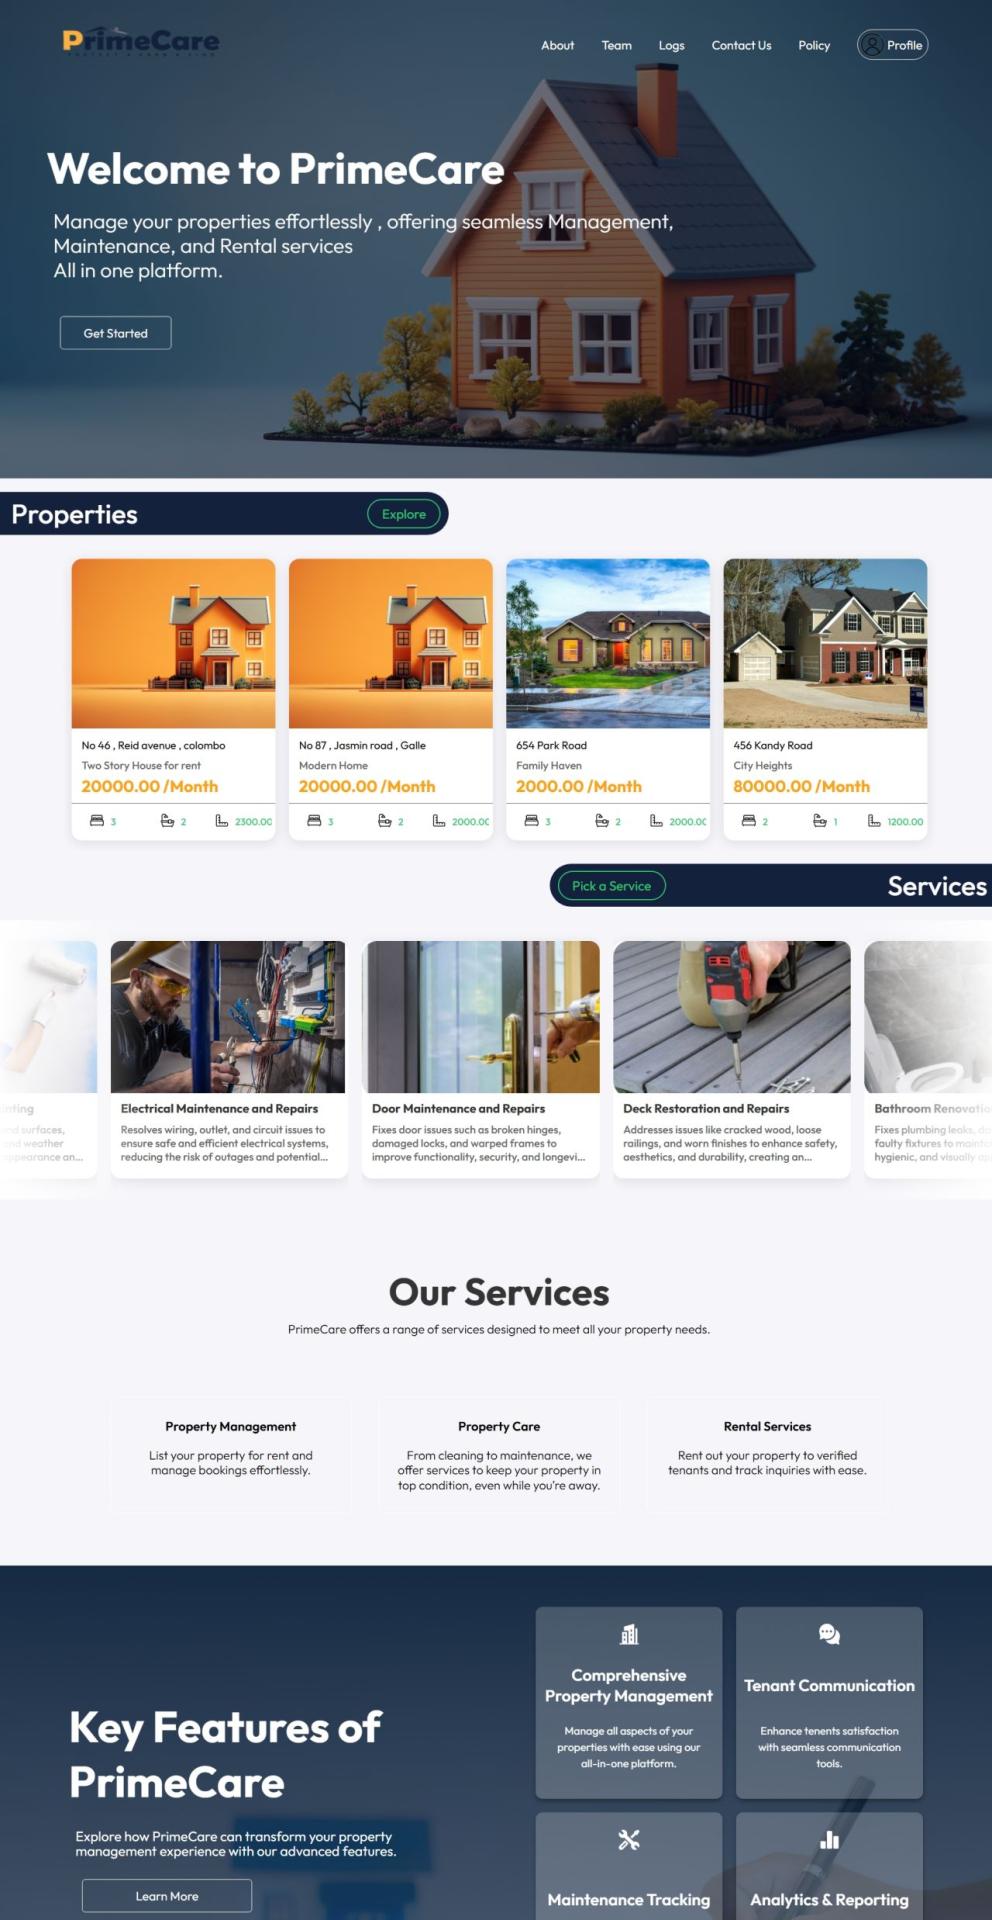 PrimeCare
About Team Logs Contact Us Policy Profile
Welcome to PrimeCare
Manage your properties effortlessly , offering seamless Management,
Maintenance, and Rental services
All in one platform.
Get Started
Properties
Explore
No 46 , Reid avenue , colombo
Two Story House for rent
20000.00 /Month
3 2 2300.00
No 87 , Jasmin road , Galle
Modern Home
20000.00 /Month
3 2 2000.00
654 Park Road
Family Haven
2000.00 /Month
3 2 2000.00
456 Kandy Road
City Heights
80000.00 /Month
2 1 1200.00
Pick a Service
Services
surfaces,
and weather
appearance an...
Electrical Maintenance and Repairs
Resolves wiring, outlet, and circuit issues to
ensure safe and efficient electrical systems,
reducing the risk of outages and potential...
Door Maintenance and Repairs
Fixes door issues such as broken hinges,
damaged locks, and warped frames to
improve functionality, security, and longevi...
Deck Restoration and Repairs
Addresses issues like cracked wood, loose
railings, and worn finishes to enhance safety,
aesthetics, and durability, creating an...
Bathroom Renovatio
Fixes plumbing leaks,
faulty fixtures to
hygienic, and visually
Our Services
PrimeCare offers a range of services designed to meet all your property needs.
Property Management
List your property for rent and
manage bookings effortlessly.
Property Care
From cleaning to maintenance, we
offer services to keep your property in
top condition, even while you're away.
Rental Services
Rent out your property to verified
tenants and track inquiries with ease.
Key Features of
PrimeCare
Explore how PrimeCare can transform your property
management experience with our advanced features.
Learn More
Comprehensive
Property Management
Manage all aspects of your
properties with ease using our
all-in-one platform.
Tenant Communication
Enhance tenents satisfaction
with seamless communication
tools.
Maintenance Tracking
Analytics & Reporting